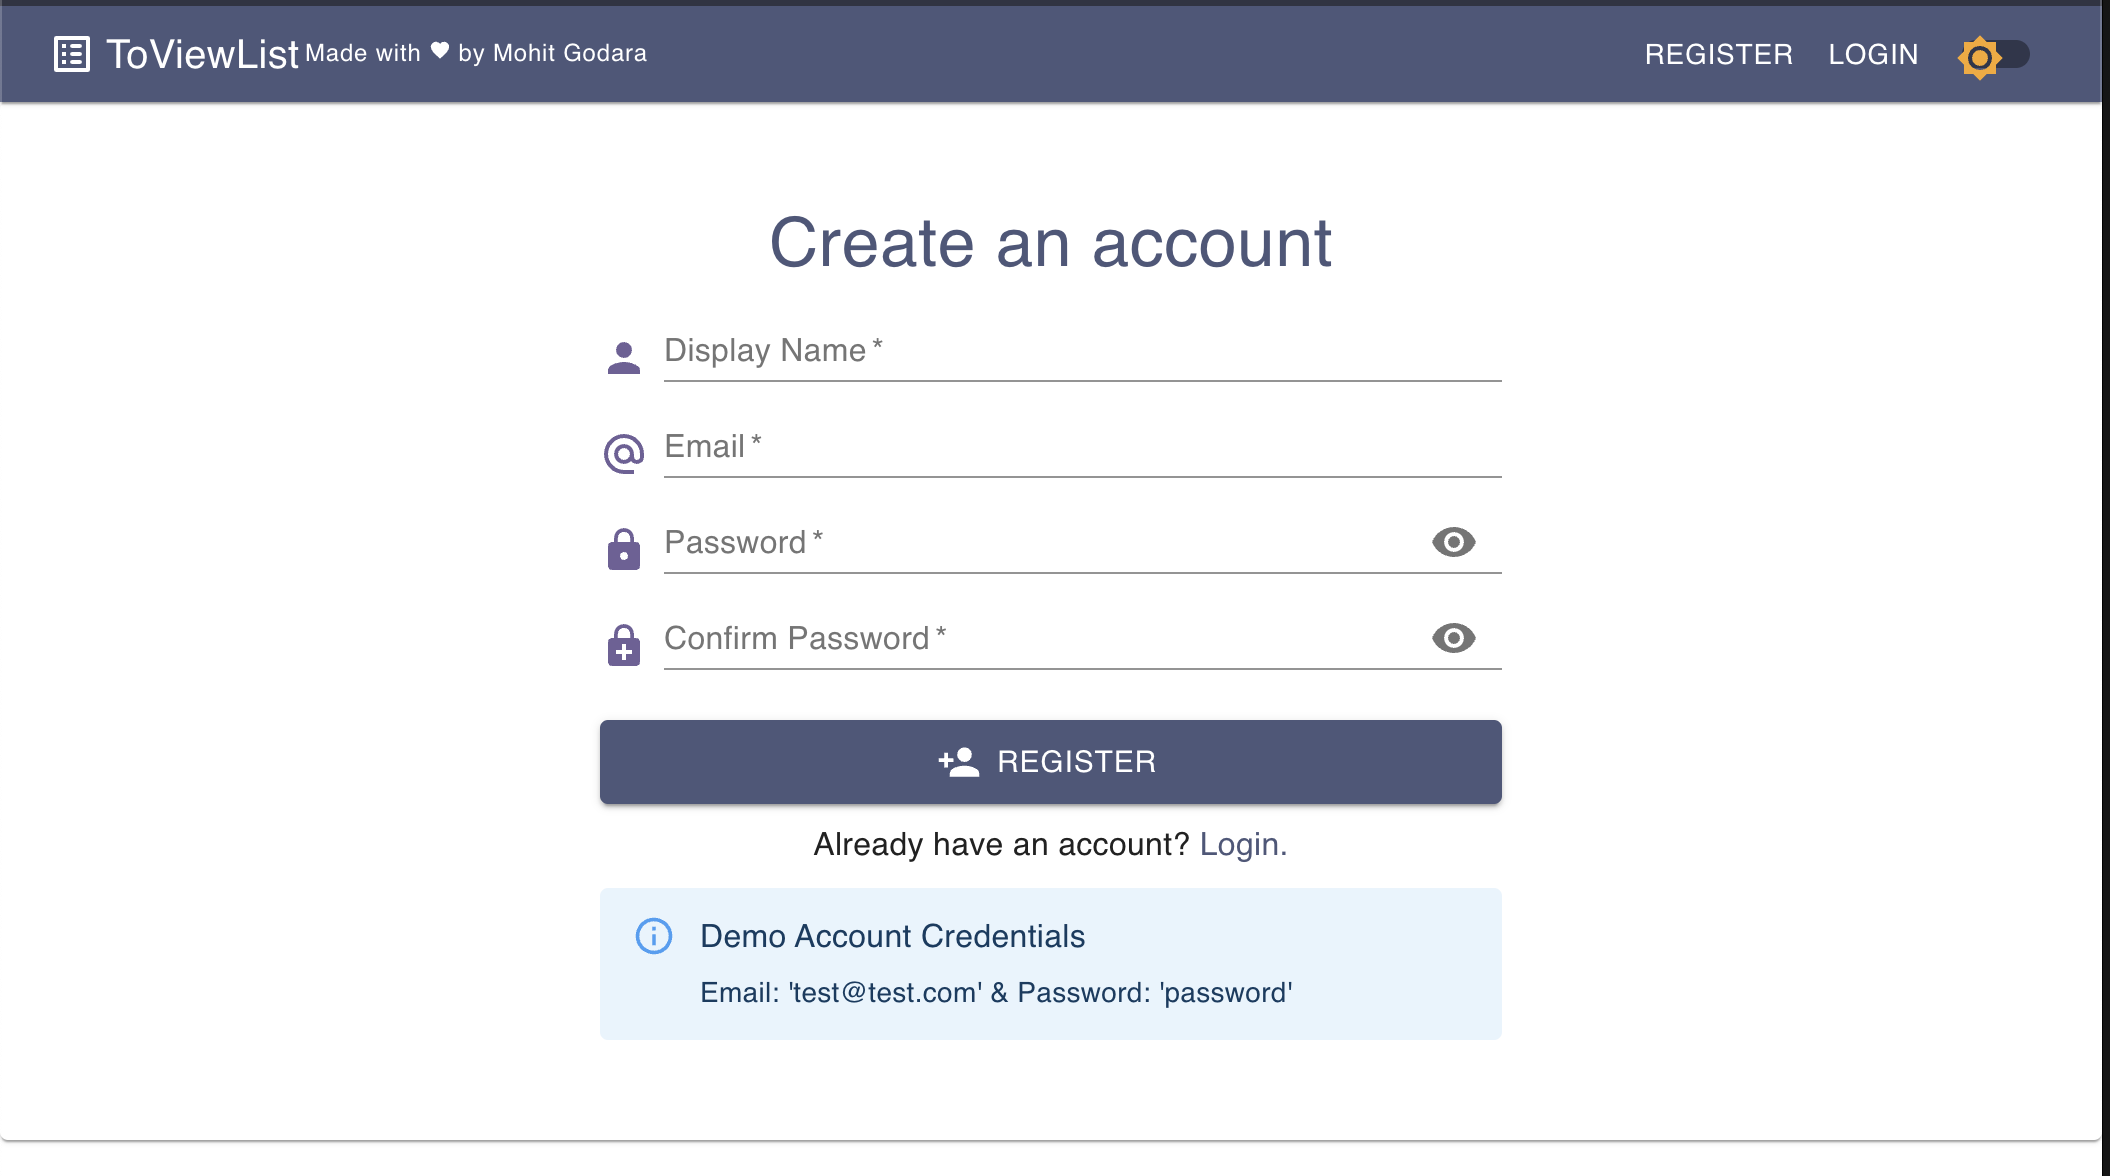 ToViewList Made with ♥ by Mohit Godara REGISTER LOGIN
Create an account
Display Name *
Email *
Password *
Confirm Password *
REGISTER
Already have an account? Login.
Demo Account Credentials
Email: 'test@test.com' & Password: 'password'